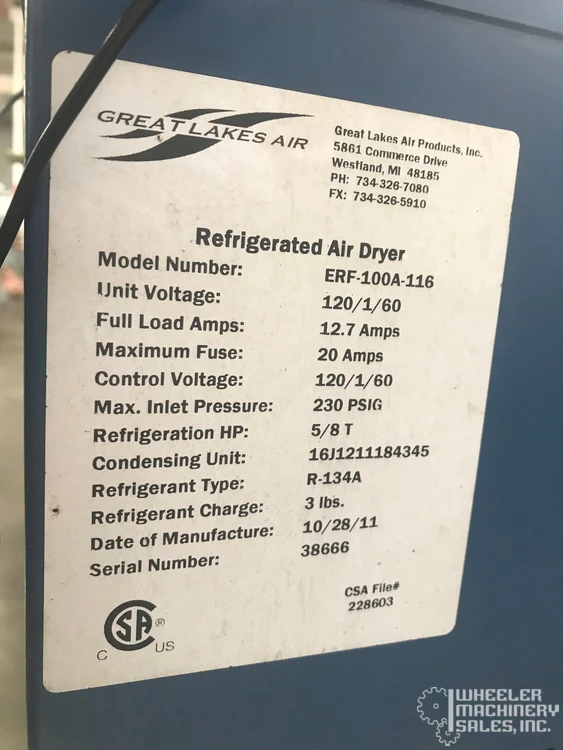 GREAT LAKES AIR
Great Lakes Air Products, Inc.
5861 Commerce Drive
Westland, MI 48185
PH: 734-326-7080
FX: 734-326-5910
Refrigerated Air Dryer
Model Number: ERF-100A-116
Unit Voltage: 120/1/60
Full Load Amps: 12.7 Amps
Maximum Fuse: 20 Amps
Control Voltage: 120/1/60
Max. Inlet Pressure: 230 PSIG
Refrigeration HP: 5/8 T
Condensing Unit: 16J1211184345
Refrigerant Type: R-134A
Refrigerant Charge: 3 lbs.
Date of Manufacture: 10/28/11
Serial Number: 38666
CSA File#
228603
CSA ®
C US
WHEELER
MACHINERY
SALES, INC.